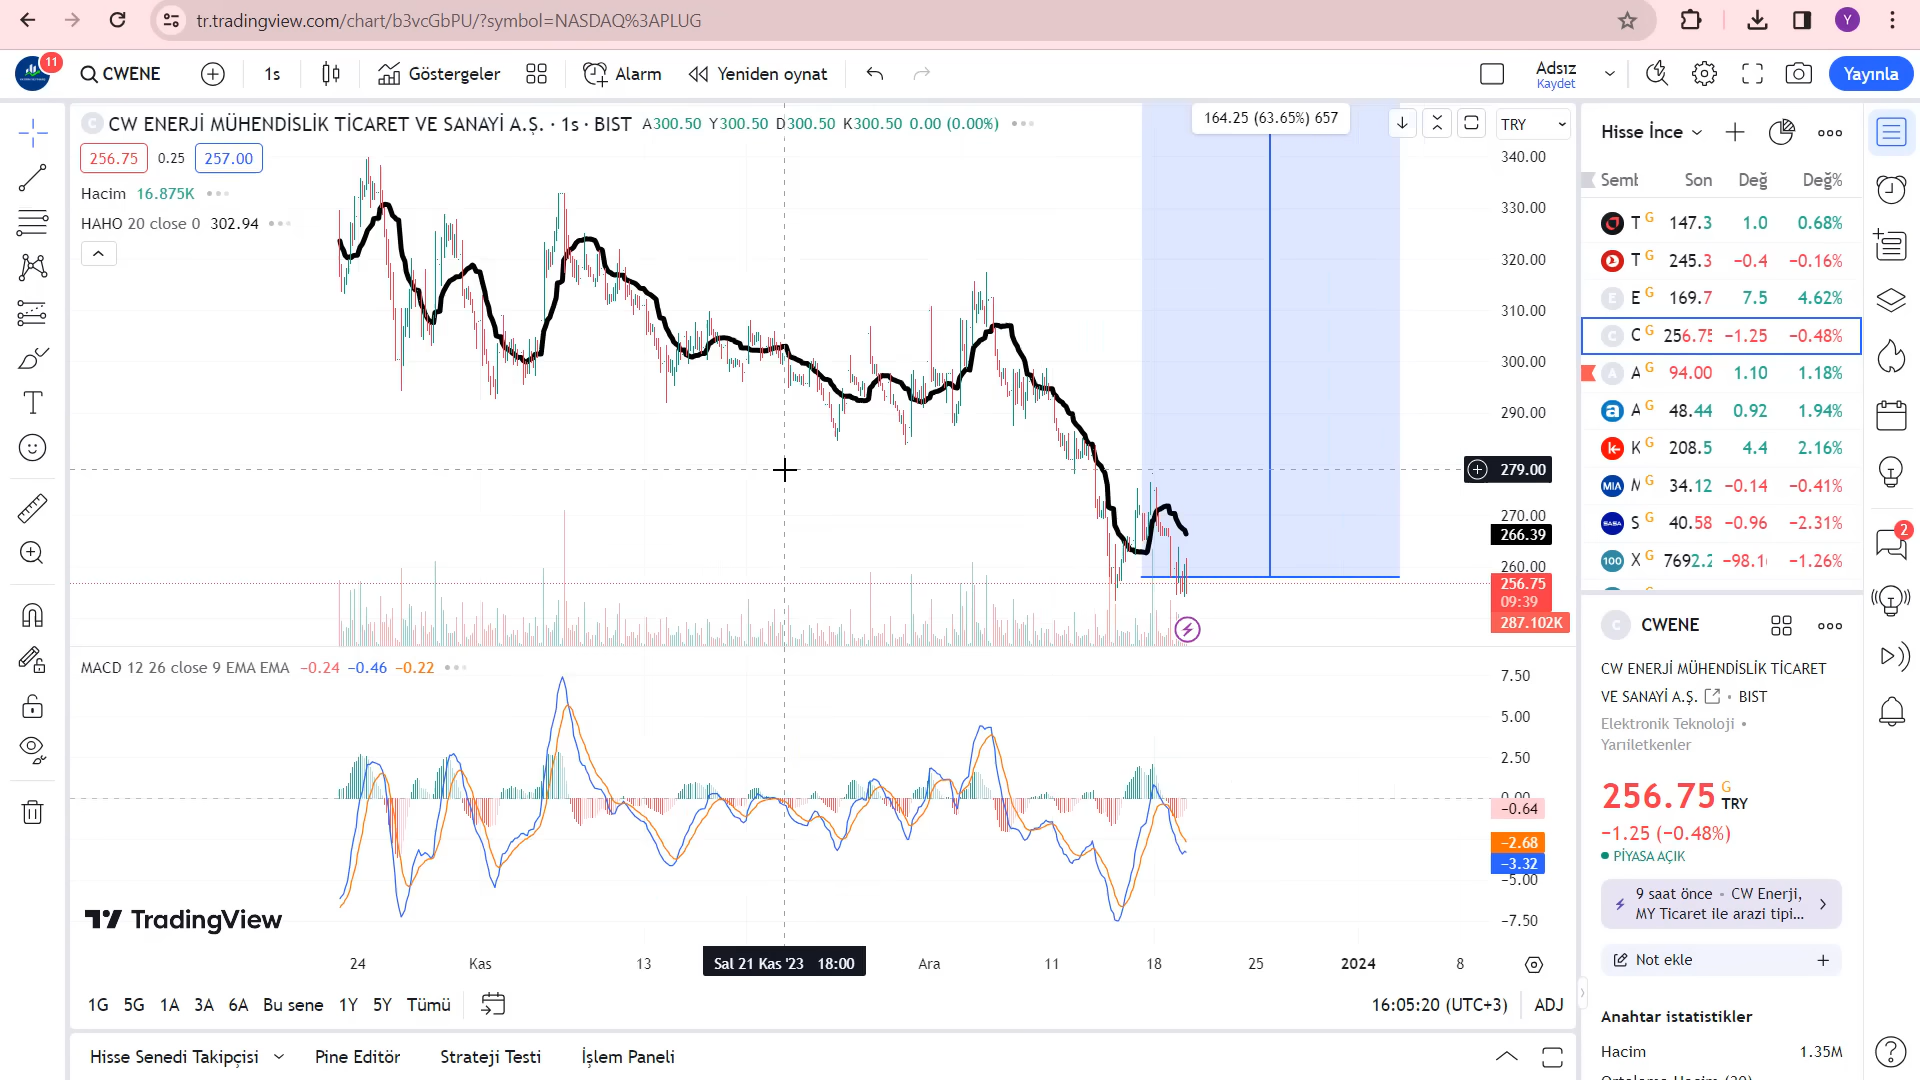 tr.tradingview.com/chart/b3vcGbPU/?symbol=NASDAQ%3APLUG
Y
11
CWENE
1s
Göstergeler
Alarm
Yeniden oynat
Adsız
Kaydet
Yayınla
C
CW ENERJİ MÜHENDİSLİK TİCARET VE SANAYİ A.Ş. · 1s · BIST
A300.50 Y300.50 D300.50 K300.50 0.00 (0.00%)
164.25 (63.65%) 657
TRY
256.75
0.25
257.00
Hacim 16.875K
HAHO 20 close 0 302.94
340.00
330.00
320.00
310.00
300.00
290.00
279.00
270.00
266.39
260.00
256.75
09:39
287.102K
MACD 12 26 close 9 EMA EMA −0.24 −0.46 −0.22
7.50
5.00
2.50
0.00
−0.64
−2.68
−3.32
−5.00
−7.50
TradingView
24
Kas
13
Sal 21 Kas '23 18:00
Ara
11
18
25
2024
8
1G 5G 1A 3A 6A Bu sene 1Y 5Y Tümü
16:05:20 (UTC+3)
ADJ
Hisse Senedi Takipçisi
Pine Editör
Strateji Testi
İşlem Paneli
Hisse İnce
Semb Son Değ Değ%
T G 147.3 1.0 0.68%
T G 245.3 −0.4 −0.16%
E E G 169.7 7.5 4.62%
C C G 256.75 −1.25 −0.48%
A A G 94.00 1.10 1.18%
a A G 48.44 0.92 1.94%
K G 208.5 4.4 2.16%
MIA G 34.12 −0.14 −0.41%
SASA S G 40.58 −0.96 −2.31%
100 X G 7692.2 −98.1 −1.26%
C
CWENE
CW ENERJİ MÜHENDİSLİK TİCARET
VE SANAYİ A.Ş. • BIST
Elektronik Teknoloji •
Yarıiletkenler
256.75 G TRY
−1.25 (−0.48%)
PİYASA AÇIK
9 saat önce • CW Enerji,
MY Ticaret ile arazi tipi...
Not ekle
Anahtar istatistikler
Hacim 1.35M
2